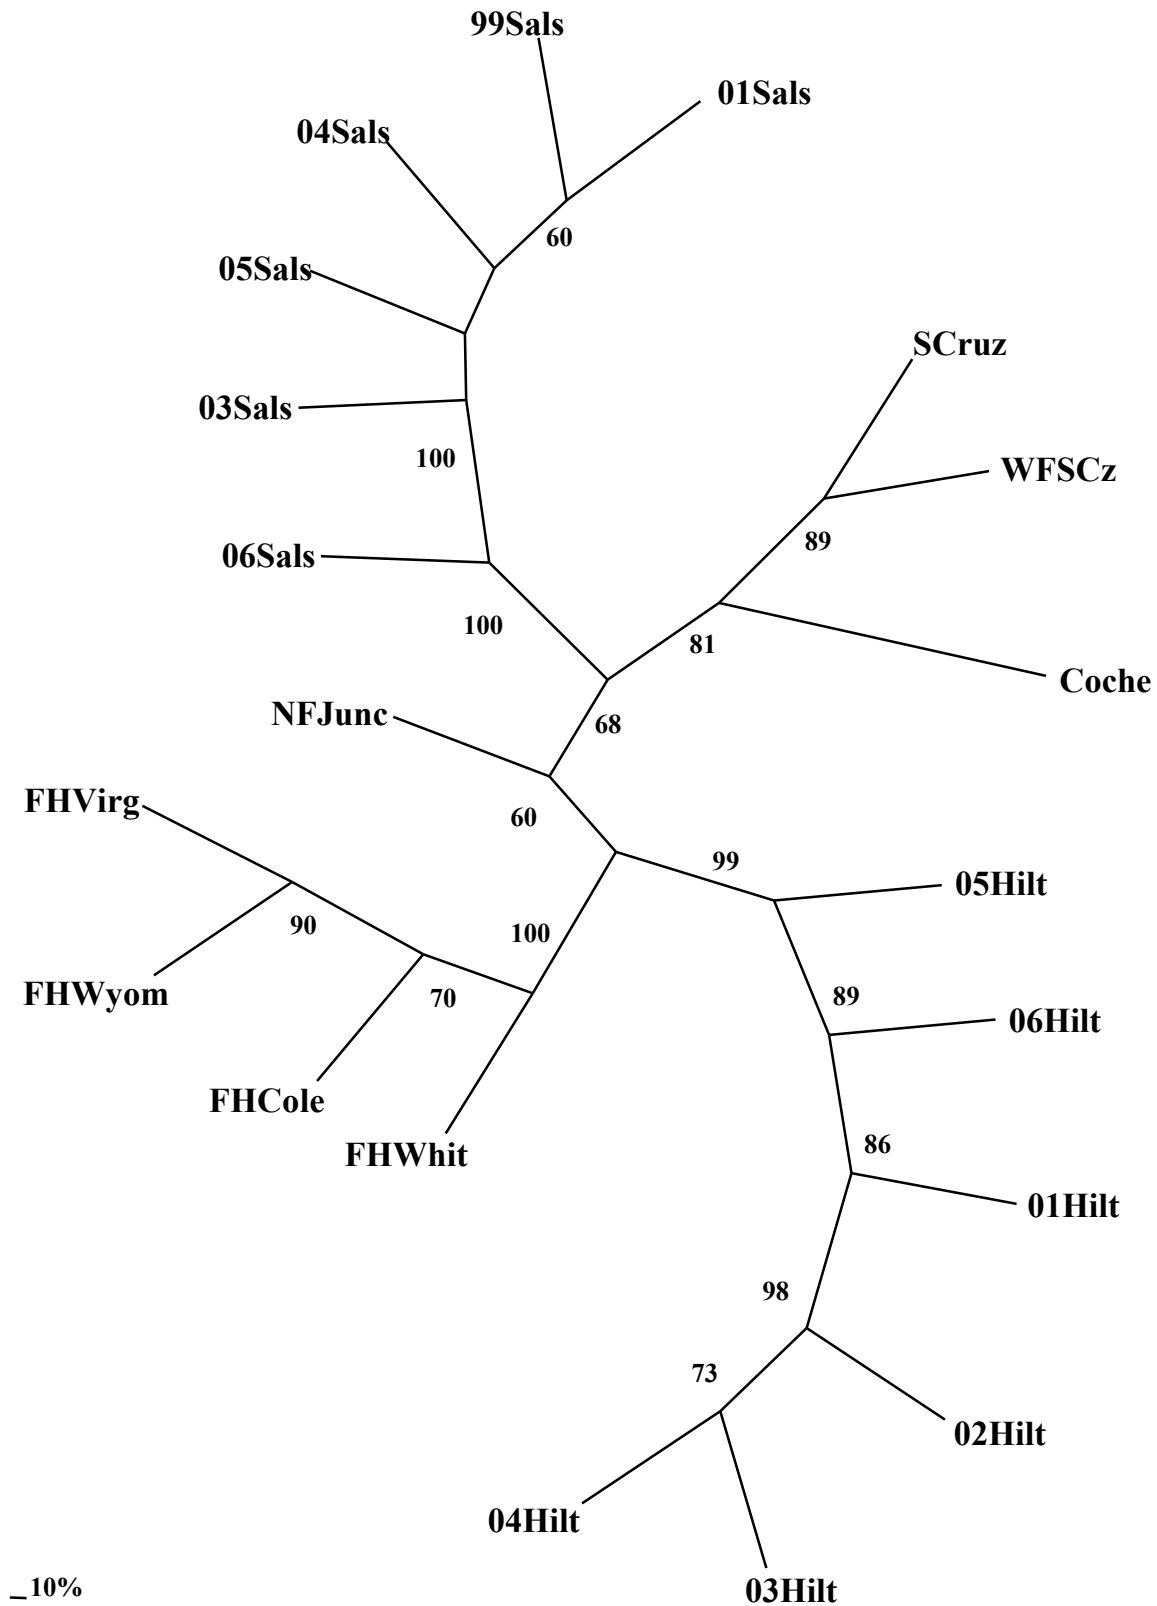 99Sals
01Sals
04Sals
60
05Sals
SCruz
03Sals
100
WFSCz
89
06Sals
100
81
Coche
NFJunc
68
FHVirg
60
99
05Hilt
90
100
FHWyom
70
89
06Hilt
FHCole
FHWhit
86
01Hilt
98
73
02Hilt
04Hilt
10%
03Hilt